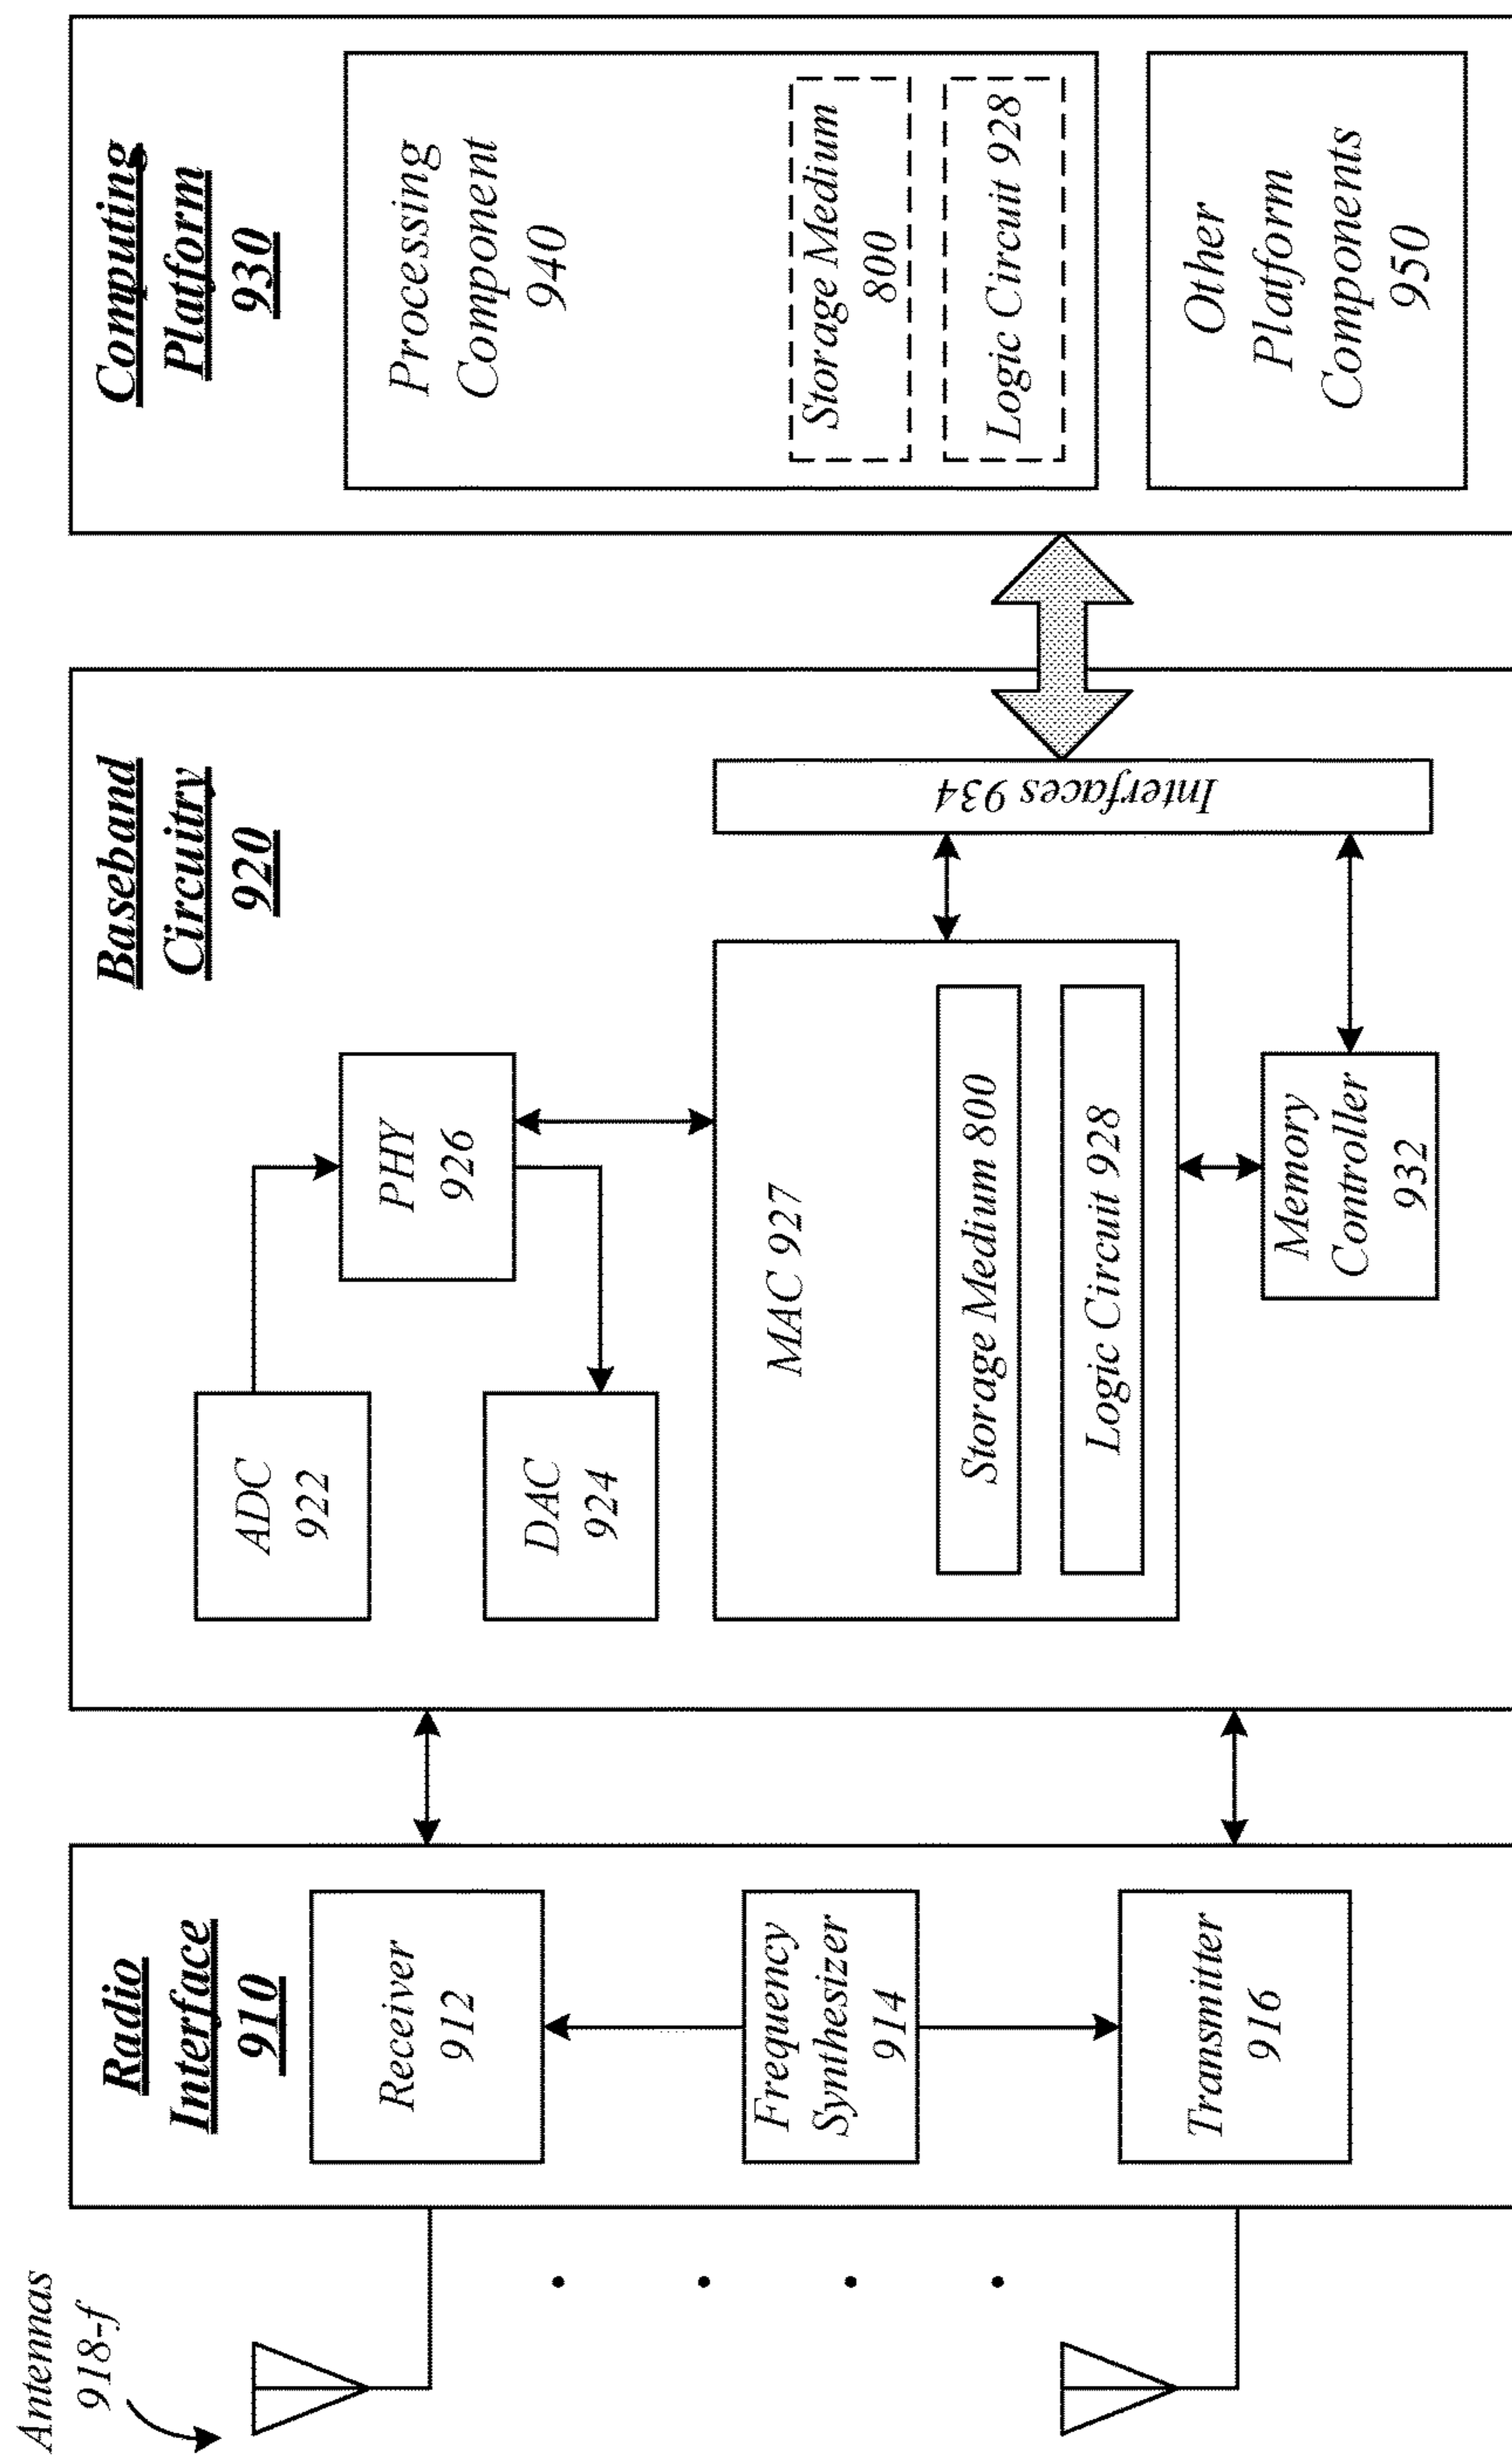 Antennas
918-f
Radio
Interface
910
Receiver
912
Frequency
Synthesizer
914
Transmitter
916
Baseband
Circuitry
920
ADC
922
PHY
926
DAC
924
MAC 927
Storage Medium 800
Logic Circuit 928
Memory
Controller
932
Interfaces 934
Computing
Platform
930
Processing
Component
940
Storage Medium
800
Logic Circuit 928
Other
Platform
Components
950